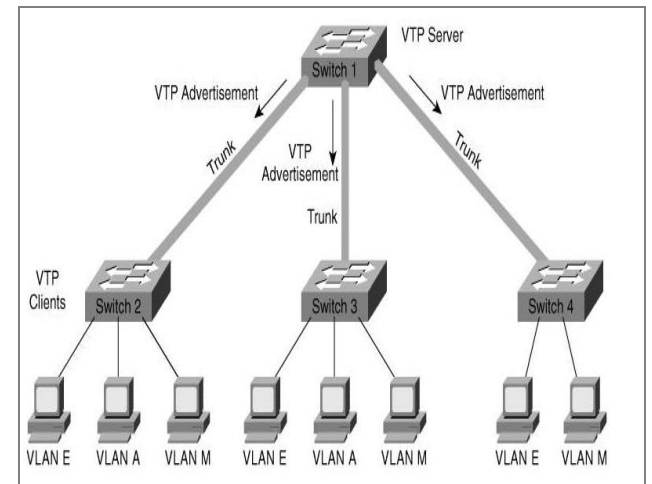 VTP Server
Switch 1
VTP Advertisement
VTP Advertisement
Trunk
VTP
Advertisement
Trunk
Trunk
VTP
Clients
Switch 2
Switch 3
Switch 4
VLAN E
VLAN A
VLAN M
VLAN E
VLAN A
VLAN M
VLAN E
VLAN M